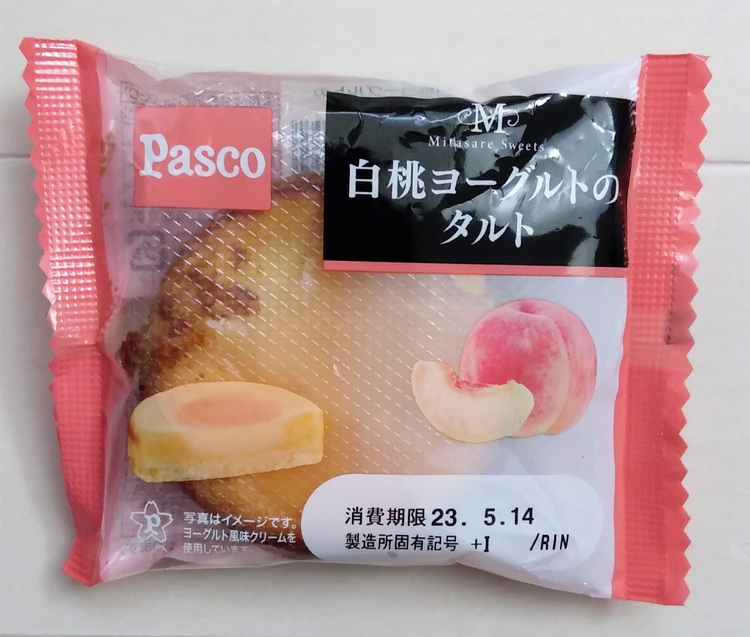 Pasco
M
Mitasare Sweets
白桃ヨーグルトの
タルト
消費期限 23. 5.14
製造所固有記号 +I /RIN
P
写真はイメージです。
ヨーグルト風味クリームを
使用しています。